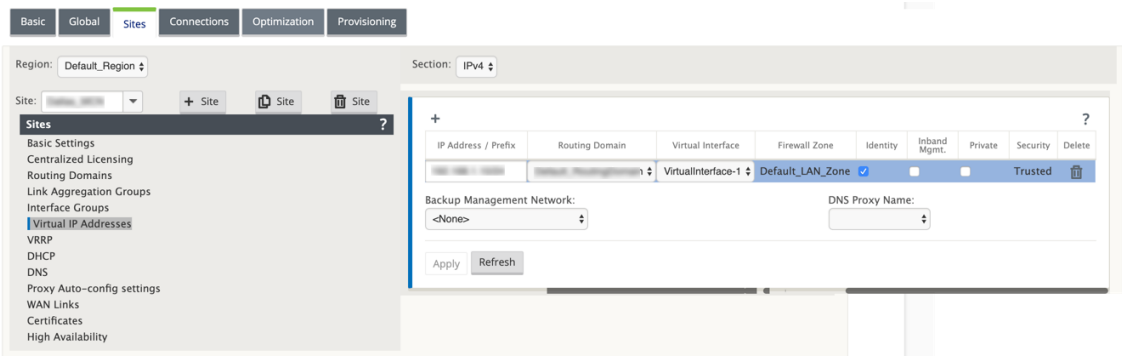 Basic Global Sites Connections Optimization Provisioning
Region: Default_Region
Section: IPv4
Site:
+ Site Site Site
Sites ?
Basic Settings
Centralized Licensing
Routing Domains
Link Aggregation Groups
Interface Groups
Virtual IP Addresses
VRRP
DHCP
DNS
Proxy Auto-config settings
WAN Links
Certificates
High Availability
+ ?
IP Address / Prefix Routing Domain Virtual Interface Firewall Zone Identity Inband Mgmt. Private Security Delete
VirtualInterface-1 Default_LAN_Zone Trusted
Backup Management Network: DNS Proxy Name:
<None>
Apply Refresh